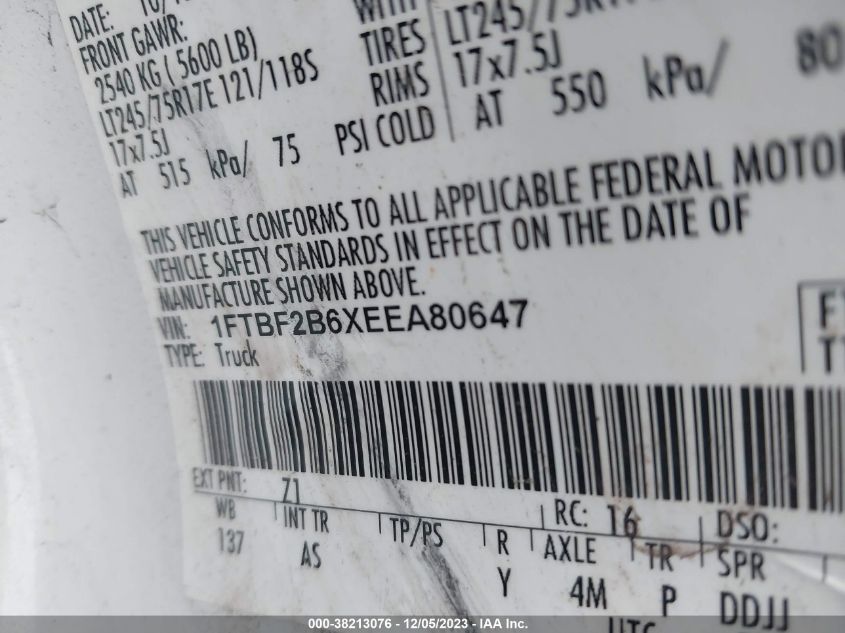 DATE:
FRONT GAWR:
2540 KG ( 5600 LB)
LT245/75R17E 121/118S
17x7.5J
AT 515 kPa/ 75 PSI COLD
WITH
TIRES
RIMS
17x7.5J
AT 550 kPa/ 80
THIS VEHICLE CONFORMS TO ALL APPLICABLE FEDERAL MOTOR
VEHICLE SAFETY STANDARDS IN EFFECT ON THE DATE OF
MANUFACTURE SHOWN ABOVE.
VIN: 1FTBF2B6XEEA80647
TYPE: Truck
EXT PNT: Z1 RC: 16 DSO:
WB INT TR TP/PS R AXLE TR SPR
137 AS Y 4M P DDJJ
UTC
000-38213076 - 12/05/2023 - IAA Inc.